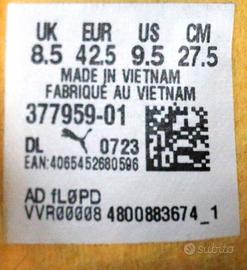 UK EUR US CM
8.5 42.5 9.5 27.5
MADE IN VIETNAM
FABRIQUÉ AU VIETNAM
377959-01
DL 0723
EAN:4065452680596
AD fLØPD
VVR00008 4800883674_1
subito